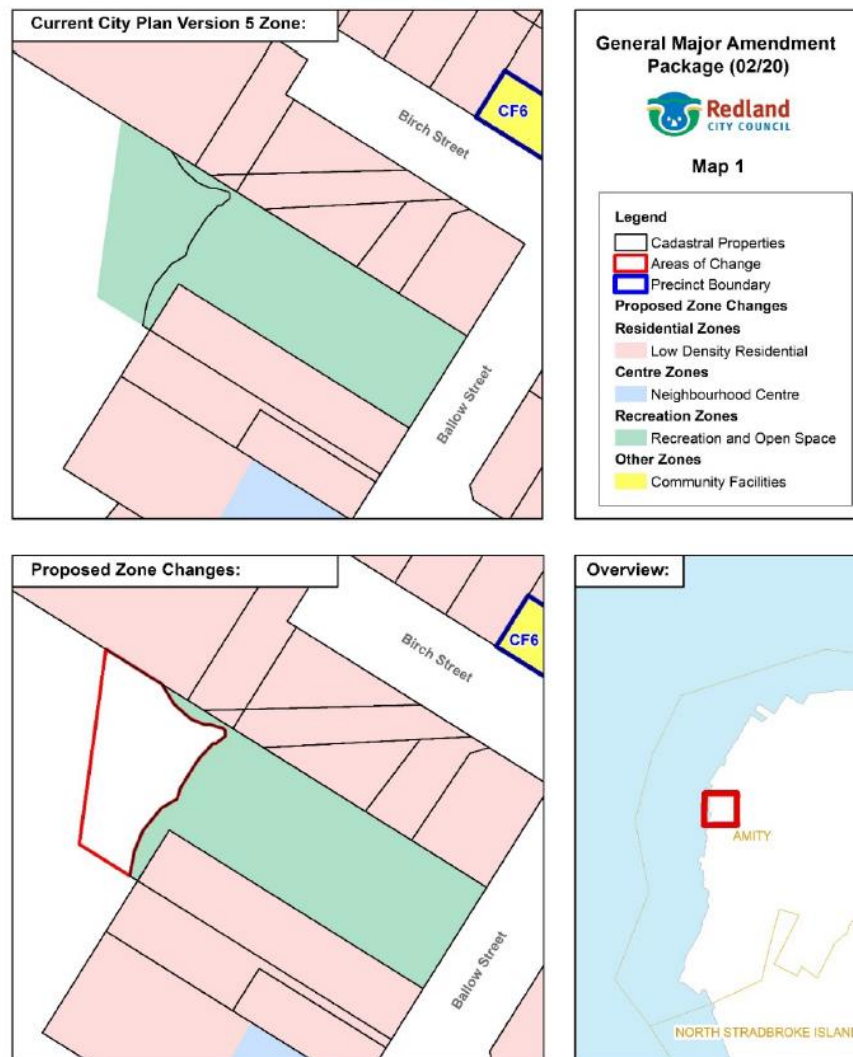 Current City Plan Version 5 Zone:
Birch Street
CF6
Ballow Street
General Major Amendment
Package (02/20)
Redland
CITY COUNCIL
Map 1
Legend
Cadastral Properties
Areas of Change
Precinct Boundary
Proposed Zone Changes
Residential Zones
Low Density Residential
Centre Zones
Neighbourhood Centre
Recreation Zones
Recreation and Open Space
Other Zones
Community Facilities
Proposed Zone Changes:
Birch Street
CF6
Ballow Street
Overview:
AMITY
NORTH STRADBROKE ISLAND